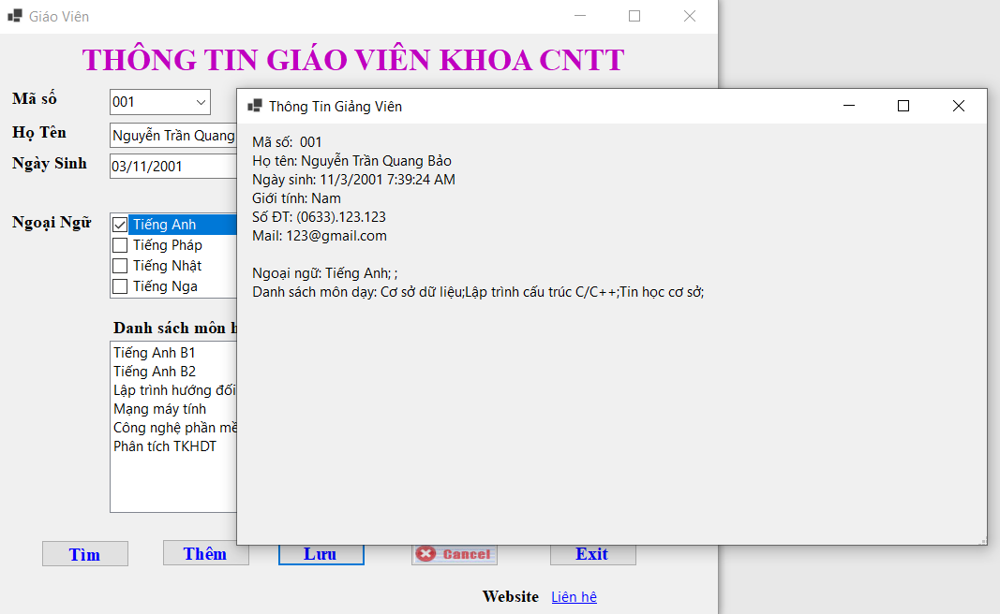 Giáo Viên
THÔNG TIN GIÁO VIÊN KHOA CNTT
Mã số
001
Họ Tên
Nguyễn Trần Quang
Ngày Sinh
03/11/2001
Ngoại Ngữ
Tiếng Anh
Tiếng Pháp
Tiếng Nhật
Tiếng Nga
Danh sách môn
Tiếng Anh B1
Tiếng Anh B2
Lập trình hướng đối
Mạng máy tính
Công nghệ phần mề
Phân tích TKHDT
Thông Tin Giảng Viên
Mã số: 001
Họ tên: Nguyễn Trần Quang Bảo
Ngày sinh: 11/3/2001 7:39:24 AM
Giới tính: Nam
Số ĐT: (0633).123.123
Mail: 123@gmail.com
Ngoại ngữ: Tiếng Anh; ;
Danh sách môn dạy: Cơ sở dữ liệu;Lập trình cấu trúc C/C++;Tin học cơ sở;
Tìm
Thêm
Lưu
Cancel
Exit
Website Liên hê